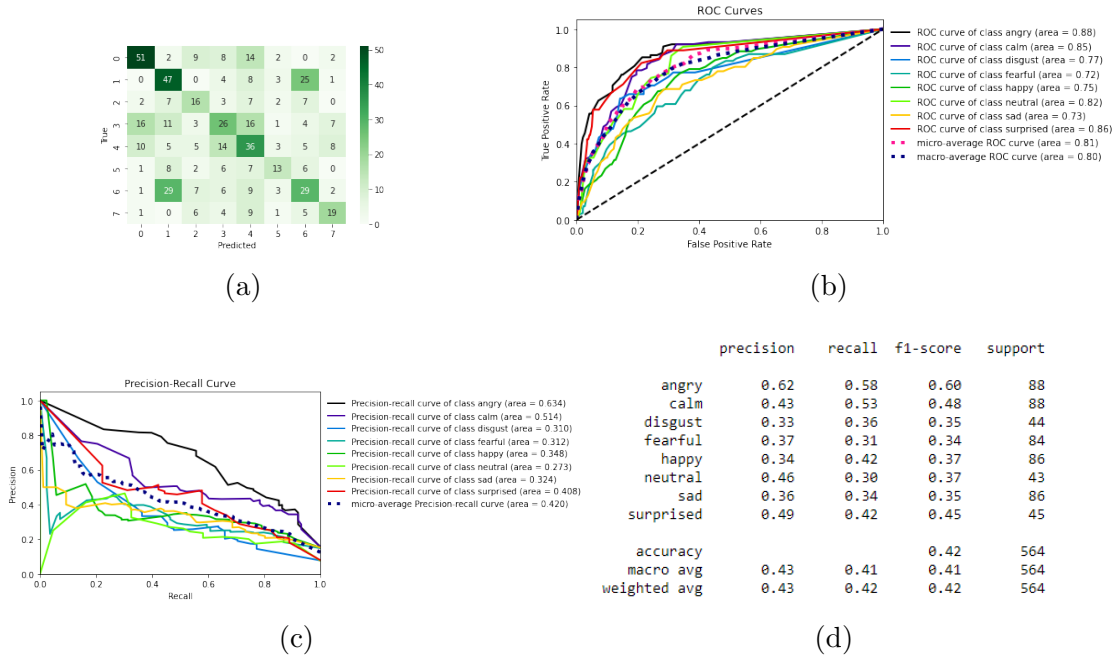 50
40
30
20
10
0
True
0 51 2 9 8 14 2 0 2
1 0 47 25
2 2 7 16 3 7 2 7 0
3 16 11 3 26 16 1 4 7
4 10 5 5 14 36 3 5 8
5 1 8 2 6 7 13 6 0
6 1 29 7 6 9 3 29 2
7 1 0 6 4 9 1 5 19
0 1 2 3 4 5 6 7
Predicted
(a)
ROC Curves
True Positive Rate
1.0
0.8
0.6
0.4
0.2
0.0
0.0 0.2 0.4 0.6 0.8 1.0
False Positive Rate
ROC curve of class angry (area = 0.88)
ROC curve of class calm (area = 0.85)
ROC curve of class disgust (area = 0.77)
ROC curve of class fearful (area = 0.72)
ROC curve of class happy (area = 0.75)
ROC curve of class neutral (area = 0.82)
ROC curve of class sad (area = 0.73)
ROC curve of class surprised (area = 0.86)
micro-average ROC curve (area = 0.81)
macro-average ROC curve (area = 0.80)
(b)
Precision-Recall Curve
Precision
1.0
0.8
0.6
0.4
0.2
0.0
0.0 0.2 0.4 0.6 0.8 1.0
Recall
Precision-recall curve of class angry (area = 0.634)
Precision-recall curve of class calm (area = 0.514)
Precision-recall curve of class disgust (area = 0.310)
Precision-recall curve of class fearful (area = 0.312)
Precision-recall curve of class happy (area = 0.348)
Precision-recall curve of class neutral (area = 0.273)
Precision-recall curve of class sad (area = 0.324)
Precision-recall curve of class surprised (area = 0.408)
micro-average Precision-recall curve (area = 0.420)
(c)
precision recall f1-score support
angry 0.62 0.58 0.60 88
calm 0.43 0.53 0.48 88
disgust 0.33 0.36 0.35 44
fearful 0.37 0.31 0.34 84
happy 0.34 0.42 0.37 86
neutral 0.46 0.30 0.37 43
sad 0.36 0.34 0.35 86
surprised 0.49 0.42 0.45 45
accuracy 0.42 564
macro avg 0.43 0.41 0.41 564
weighted avg 0.43 0.42 0.42 564
(d)